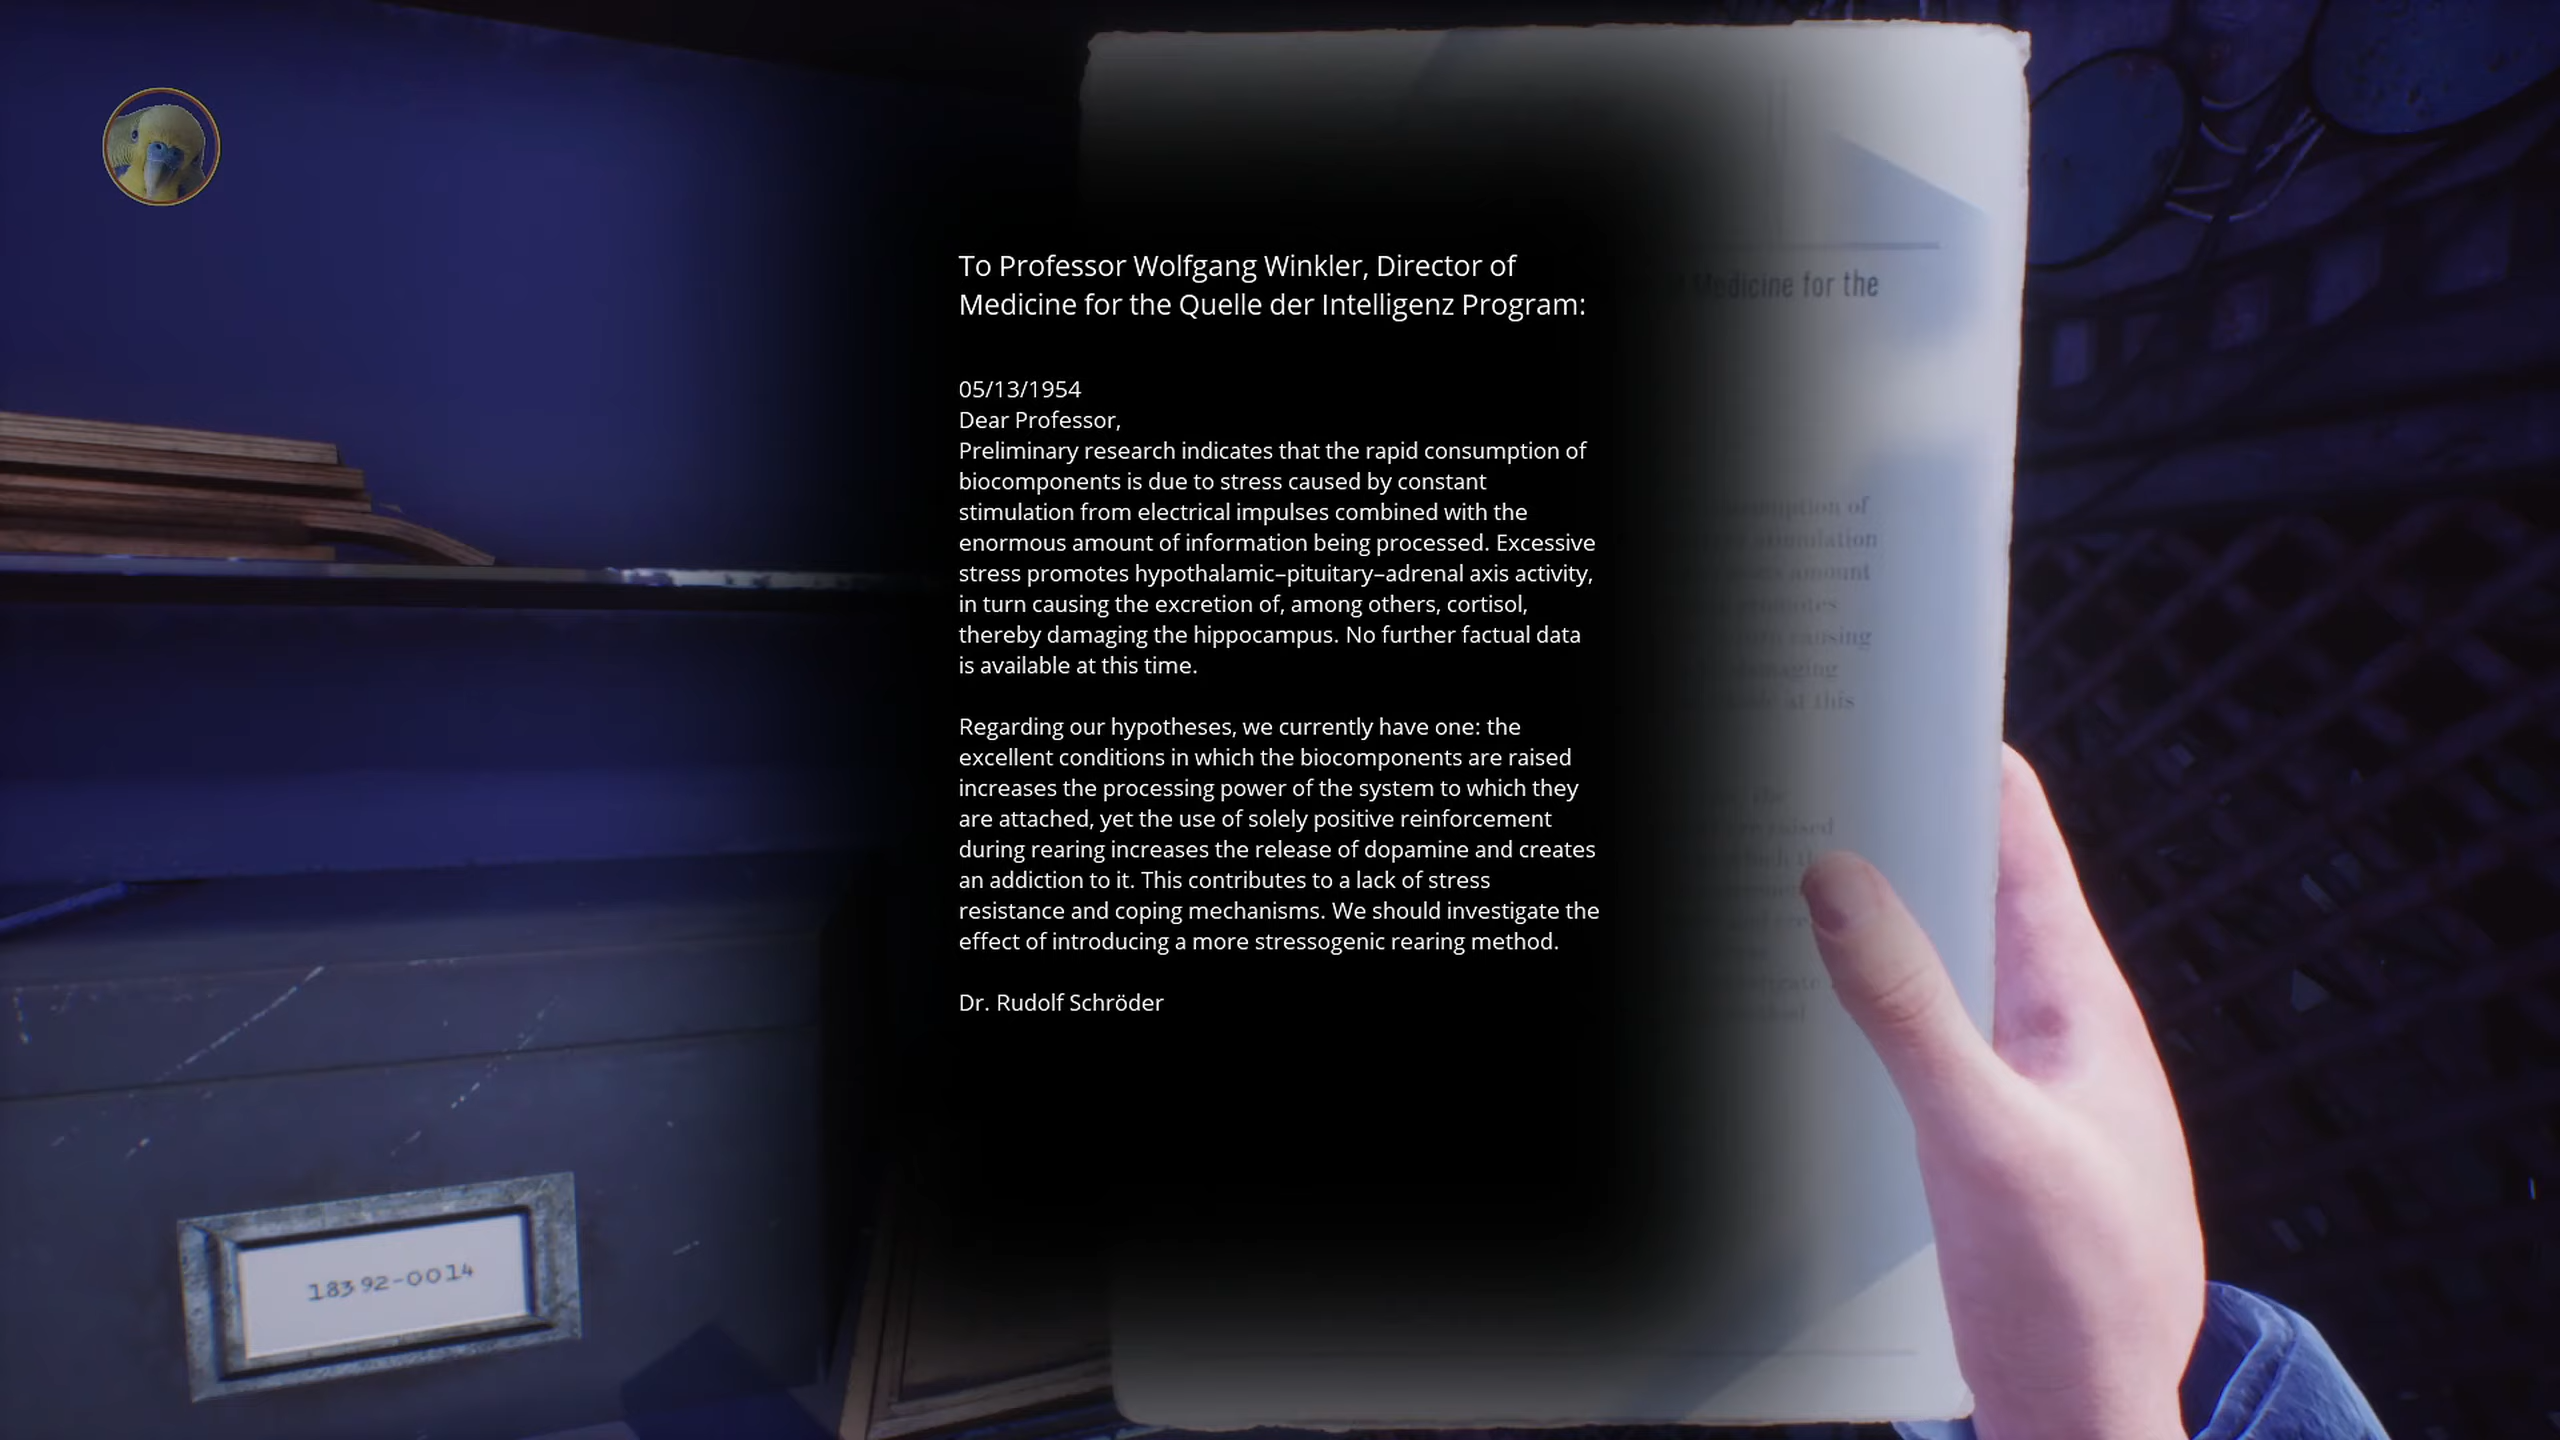 To Professor Wolfgang Winkler, Director of
Medicine for the Quelle der Intelligenz Program:
05/13/1954
Dear Professor,
Preliminary research indicates that the rapid consumption of
biocomponents is due to stress caused by constant
stimulation from electrical impulses combined with the
enormous amount of information being processed. Excessive
stress promotes hypothalamic–pituitary–adrenal axis activity,
in turn causing the excretion of, among others, cortisol,
thereby damaging the hippocampus. No further factual data
is available at this time.
Regarding our hypotheses, we currently have one: the
excellent conditions in which the biocomponents are raised
increases the processing power of the system to which they
are attached, yet the use of solely positive reinforcement
during rearing increases the release of dopamine and creates
an addiction to it. This contributes to a lack of stress
resistance and coping mechanisms. We should investigate the
effect of introducing a more stressogenic rearing method.
Dr. Rudolf Schröder
Medicine for the
18392-0014